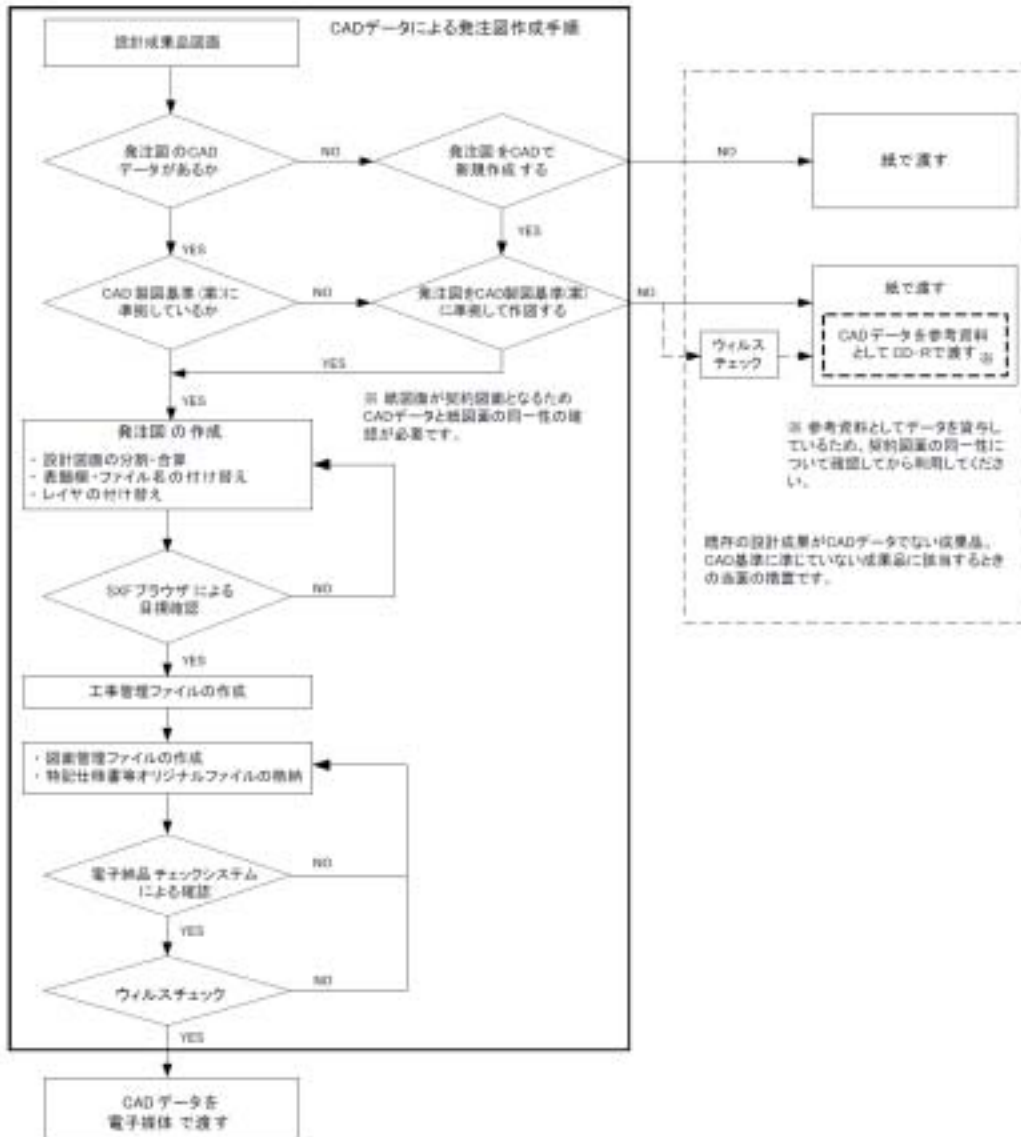 CADデータによる発注図作成手順
設計成果品図面
発注図のCAD
データがあるか
NO
発注図をCADで
新規作成する
NO
紙で渡す
YES
YES
CAD製図基準(案)に
準拠しているか
NO
発注図をCAD製図基準(案)
に準拠して作図する
NO
紙で渡す
CADデータを参考資料
としてCD-Rで渡す※
ウィルス
チェック
YES
YES
※ 紙図面が契約図面となるため
CADデータと紙図面の同一性の確
認が必要です。
※ 参考資料としてデータを貸与し
ているため、契約図面の同一性に
ついて確認してから利用してくださ
い。
既存の設計成果がCADデータでない成果品、
CAD基準に準じていない成果品に該当するとき
の当面の措置です。
発注図の作成
- 設計図面の分割・合算
- 表題欄・ファイル名の付け替え
- レイヤの付け替え
SXFブラウザによる
目視確認
NO
YES
工事管理ファイルの作成
・図面管理ファイルの作成
・特記仕様書等オリジナルファイルの格納
電子納品チェックシステム
による確認
NO
YES
ウィルスチェック
NO
YES
CADデータを
電子媒体で渡す